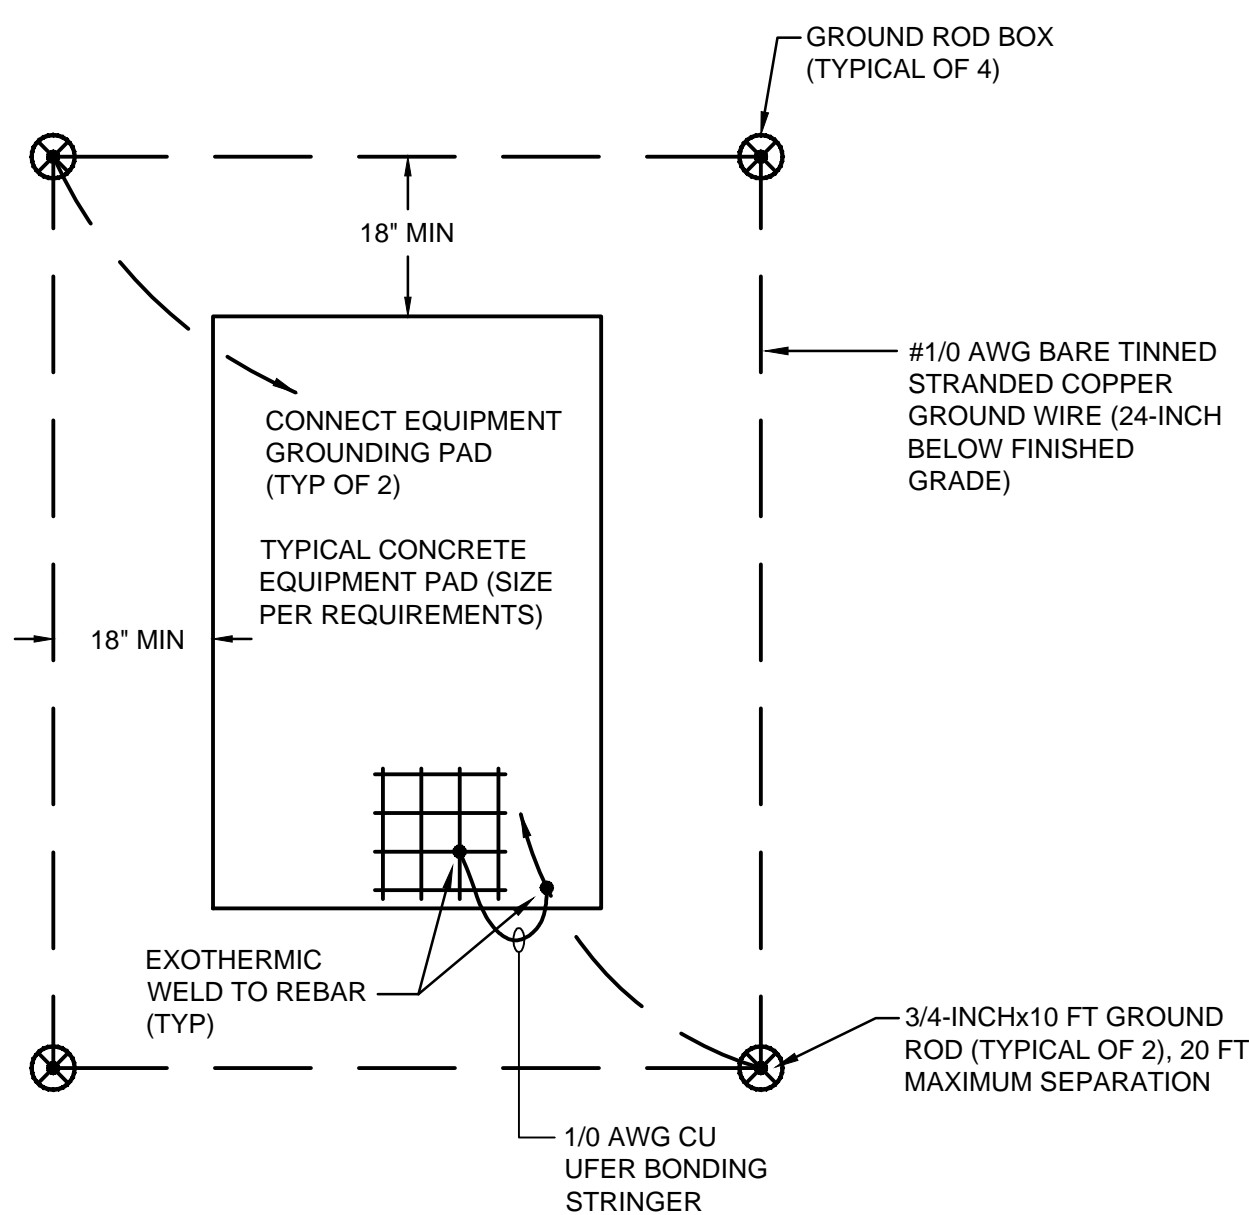 GROUND ROD BOX
(TYPICAL OF 4)
18" MIN
#1/0 AWG BARE TINNED
STRANDED COPPER
GROUND WIRE (24-INCH
BELOW FINISHED
GRADE)
CONNECT EQUIPMENT
GROUNDING PAD
(TYP OF 2)
TYPICAL CONCRETE
EQUIPMENT PAD (SIZE
PER REQUIREMENTS)
18" MIN
EXOTHERMIC
WELD TO REBAR
(TYP)
3/4-INCHx10 FT GROUND
ROD (TYPICAL OF 2), 20 FT
MAXIMUM SEPARATION
1/0 AWG CU
UFER BONDING
STRINGER